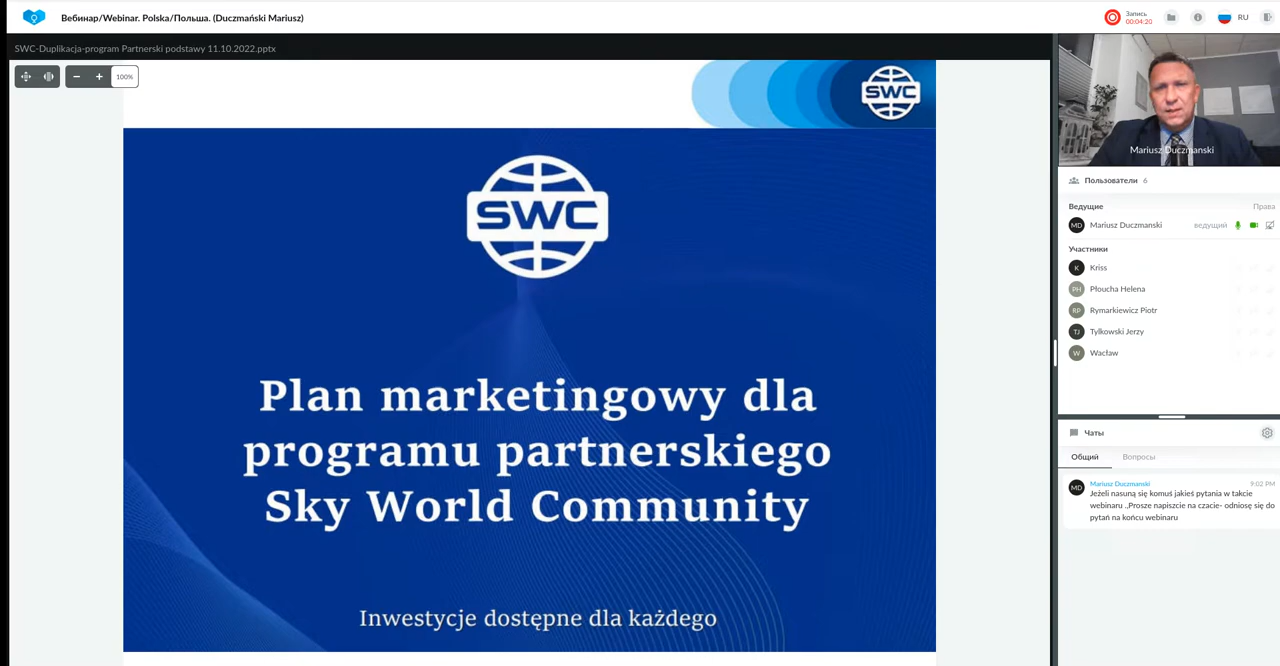 Вебинар/Webinar. Polska/Польша. (Duczmański Mariusz)
Запись
00:04:20
RU
SWC-Duplikacja-program Partnerski podstawy 11.10.2022.pptx
100%
SWC
SWC
Plan marketingowy dla
programu partnerskiego
Sky World Community
Inwestycje dostępne dla każdego
Mariusz Duczmanski
Пользователи 6
Ведущие Права
MD Mariusz Duczmanski ведущий
Участники
K Kriss
PH Płoucha Helena
RP Rymarkiewicz Piotr
TJ Tylkowski Jerzy
W Wacław
Чаты
Общий Вопросы
MD Mariusz Duczmanski 9:02 PM
Jeżeli nasuną się komuś jakieś pytania w takcie
webinaru ,,Prosze napiszcie na czacie- odniosę się do
pytań na końcu webinaru